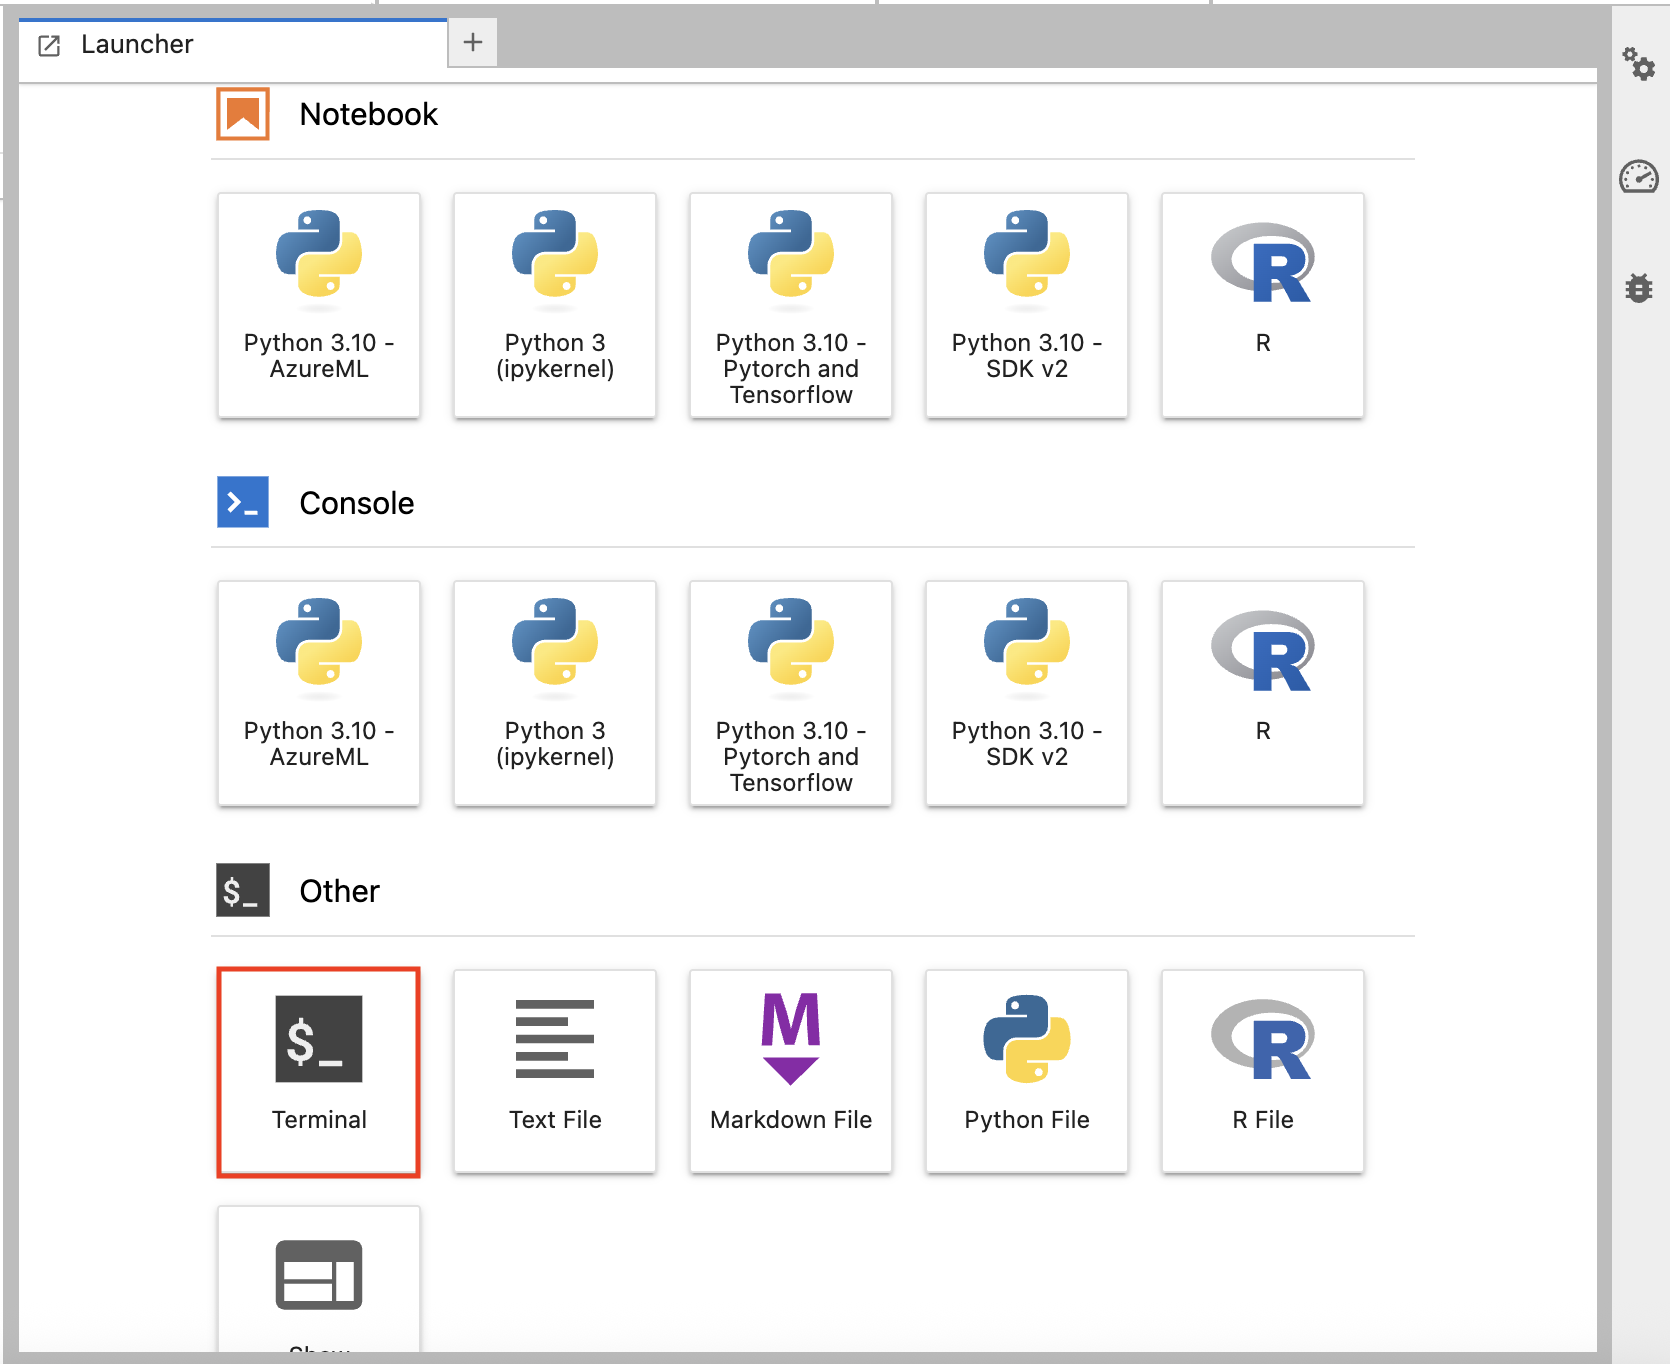 Launcher
Notebook
Python 3.10 -
AzureML
Python 3
(ipykernel)
Python 3.10 -
Pytorch and
Tensorflow
Python 3.10 -
SDK v2
R
R
Console
Python 3.10 -
AzureML
Python 3
(ipykernel)
Python 3.10 -
Pytorch and
Tensorflow
Python 3.10 -
SDK v2
R
R
$_
Other
$_
Terminal
Text File
M
Markdown File
Python File
R
R File